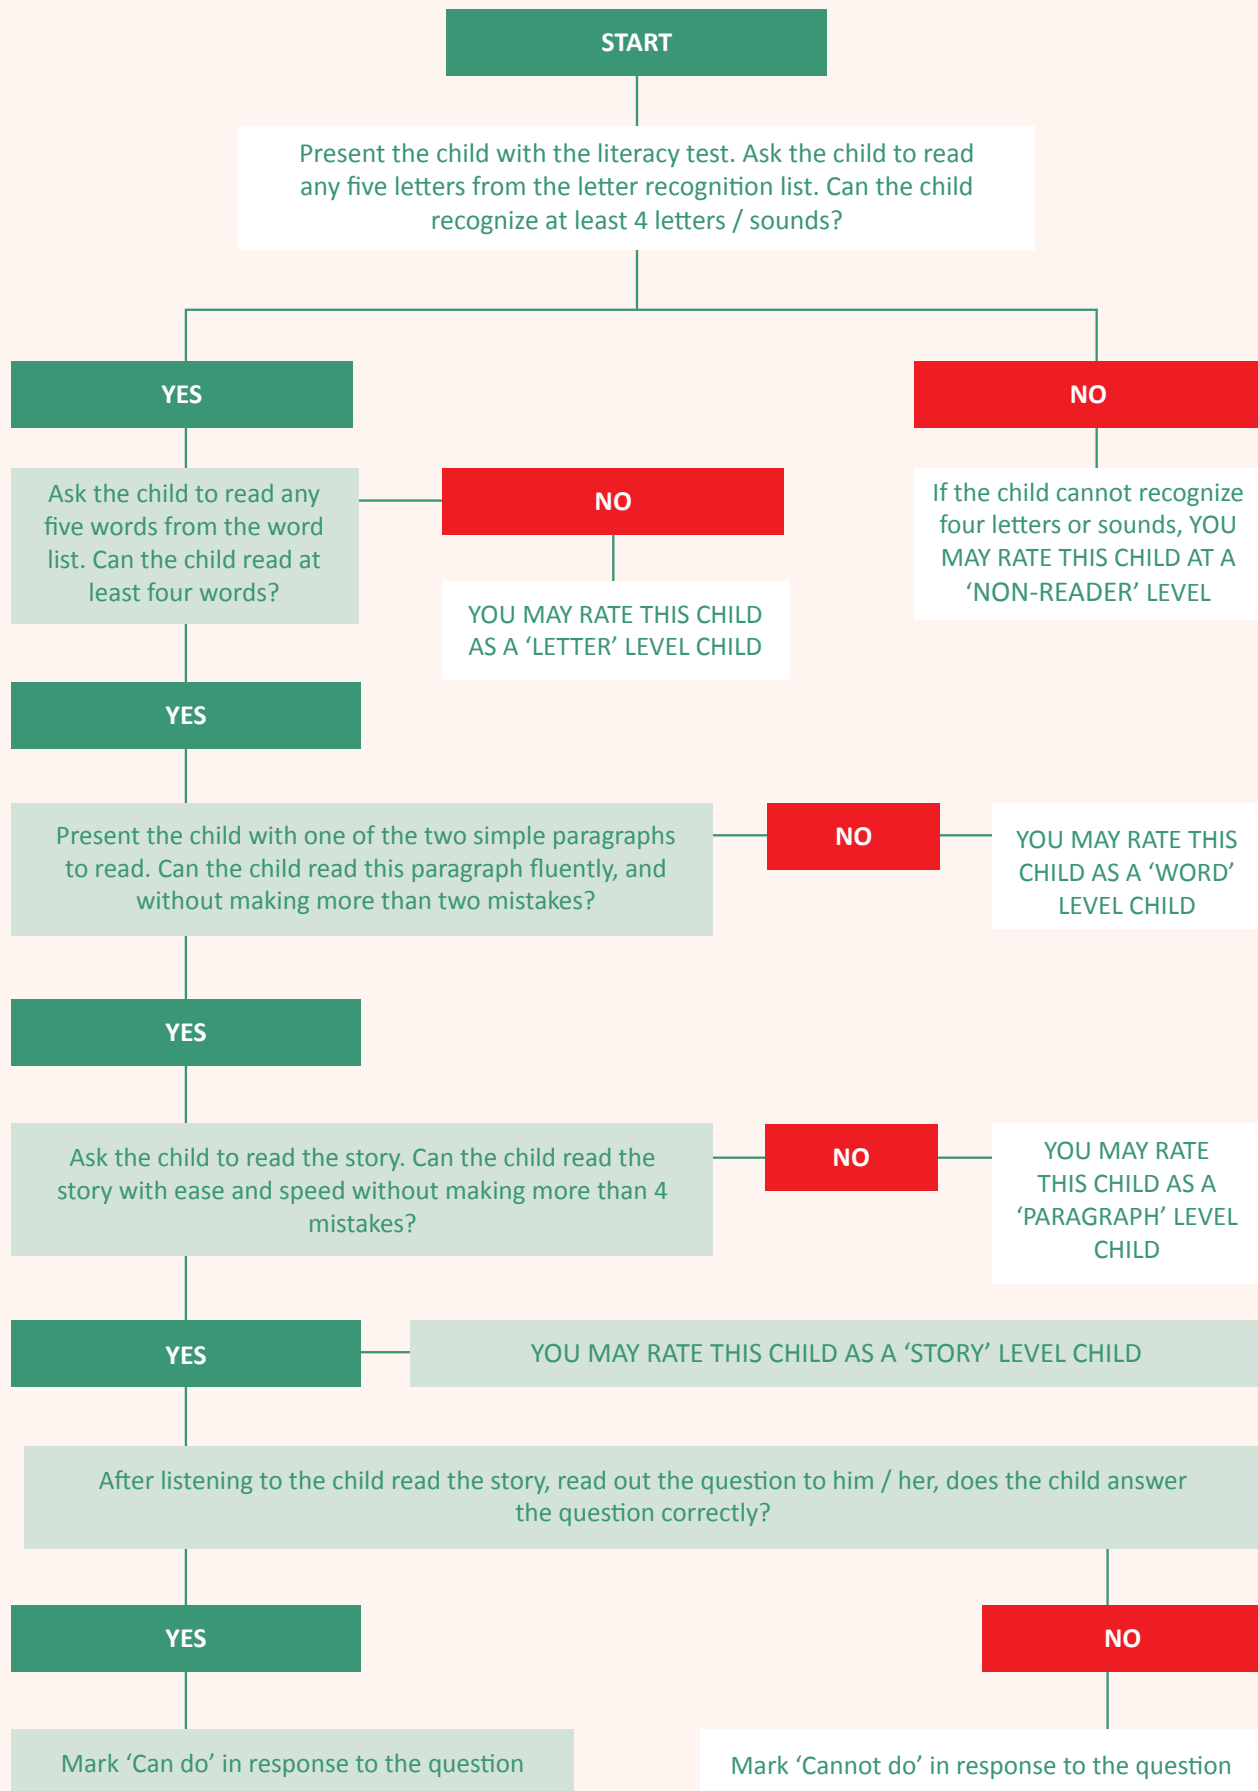 START
Present the child with the literacy test. Ask the child to read
any five letters from the letter recognition list. Can the child
recognize at least 4 letters / sounds?
YES
NO
Ask the child to read any
five words from the word
list. Can the child read at
least four words?
NO
YOU MAY RATE THIS CHILD
AS A ‘LETTER’ LEVEL CHILD
If the child cannot recognize
four letters or sounds, YOU
MAY RATE THIS CHILD AT A
‘NON-READER’ LEVEL
YES
Present the child with one of the two simple paragraphs
to read. Can the child read this paragraph fluently, and
without making more than two mistakes?
NO
YOU MAY RATE THIS
CHILD AS A ‘WORD’
LEVEL CHILD
YES
Ask the child to read the story. Can the child read the
story with ease and speed without making more than 4
mistakes?
NO
YOU MAY RATE
THIS CHILD AS A
‘PARAGRAPH’ LEVEL
CHILD
YES
YOU MAY RATE THIS CHILD AS A ‘STORY’ LEVEL CHILD
After listening to the child read the story, read out the question to him / her, does the child answer
the question correctly?
YES
NO
Mark ‘Can do’ in response to the question
Mark ‘Cannot do’ in response to the question